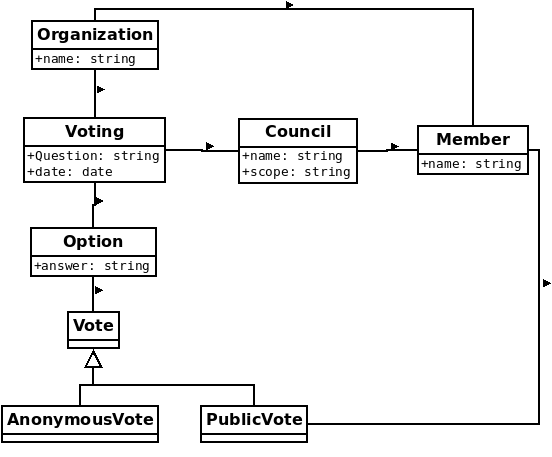 Organization
+name: string
Voting
+Question: string
+date: date
Council
+name: string
+scope: string
Member
+name: string
Option
+answer: string
Vote
AnonymousVote
PublicVote